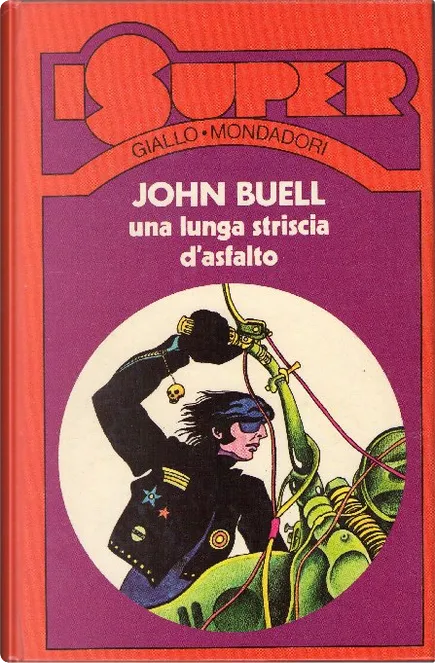 I SUPER
GIALLO • MONDADORI
JOHN BUELL
una lunga striscia
d'asfalto